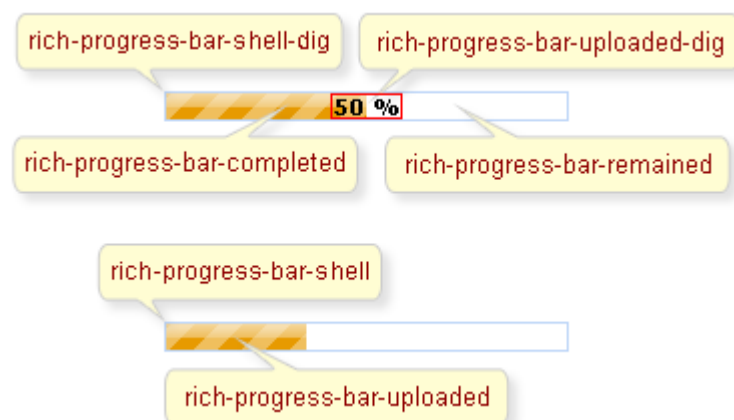 rich-progress-bar-shell-dig
rich-progress-bar-uploaded-dig
50 %
rich-progress-bar-completed
rich-progress-bar-remained
rich-progress-bar-shell
rich-progress-bar-uploaded